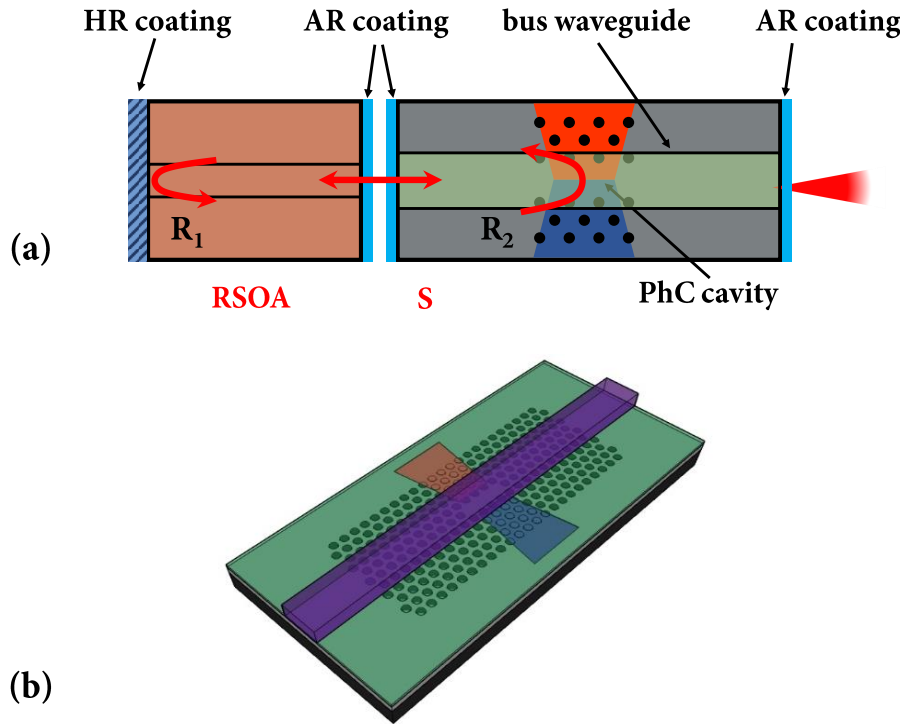 HR coating
AR coating
bus waveguide
AR coating
R1
R2
(a)
RSOA
S
PhC cavity
(b)